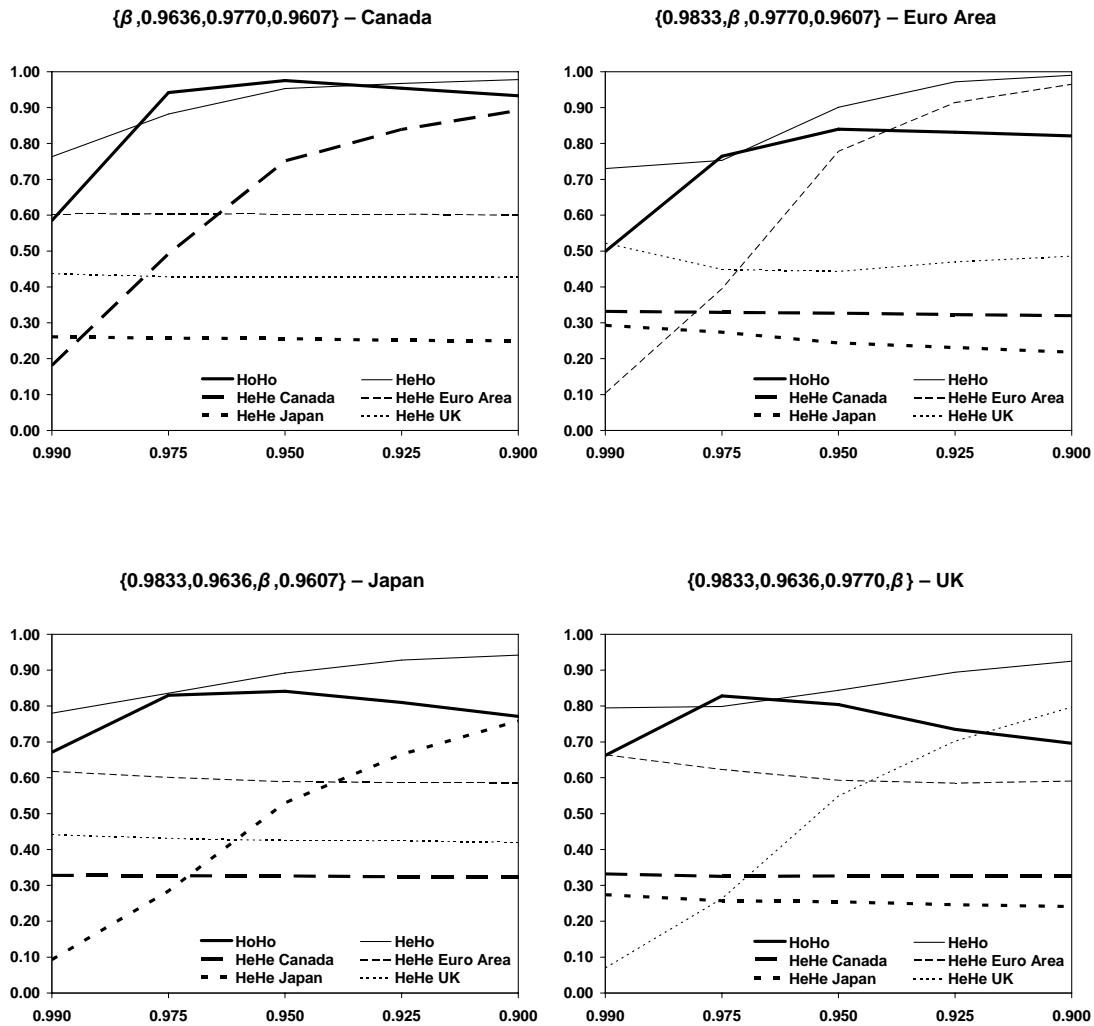 {β,0.9636,0.9770,0.9607} – Canada
1.00
0.90
0.80
0.70
0.60
0.50
0.40
0.30
0.20
0.10
0.00
HoHo HeHo
HeHe Canada HeHe Euro Area
HeHe Japan HeHe UK
0.990 0.975 0.950 0.925 0.900
{0.9833,β,0.9770,0.9607} – Euro Area
1.00
0.90
0.80
0.70
0.60
0.50
0.40
0.30
0.20
0.10
0.00
HoHo HeHo
HeHe Canada HeHe Euro Area
HeHe Japan HeHe UK
0.990 0.975 0.950 0.925 0.900
{0.9833,0.9636,β,0.9607} – Japan
1.00
0.90
0.80
0.70
0.60
0.50
0.40
0.30
0.20
0.10
0.00
HoHo HeHo
HeHe Canada HeHe Euro Area
HeHe Japan HeHe UK
0.990 0.975 0.950 0.925 0.900
{0.9833,0.9636,0.9770,β} – UK
1.00
0.90
0.80
0.70
0.60
0.50
0.40
0.30
0.20
0.10
0.00
HoHo HeHo
HeHe Canada HeHe Euro Area
HeHe Japan HeHe UK
0.990 0.975 0.950 0.925 0.900